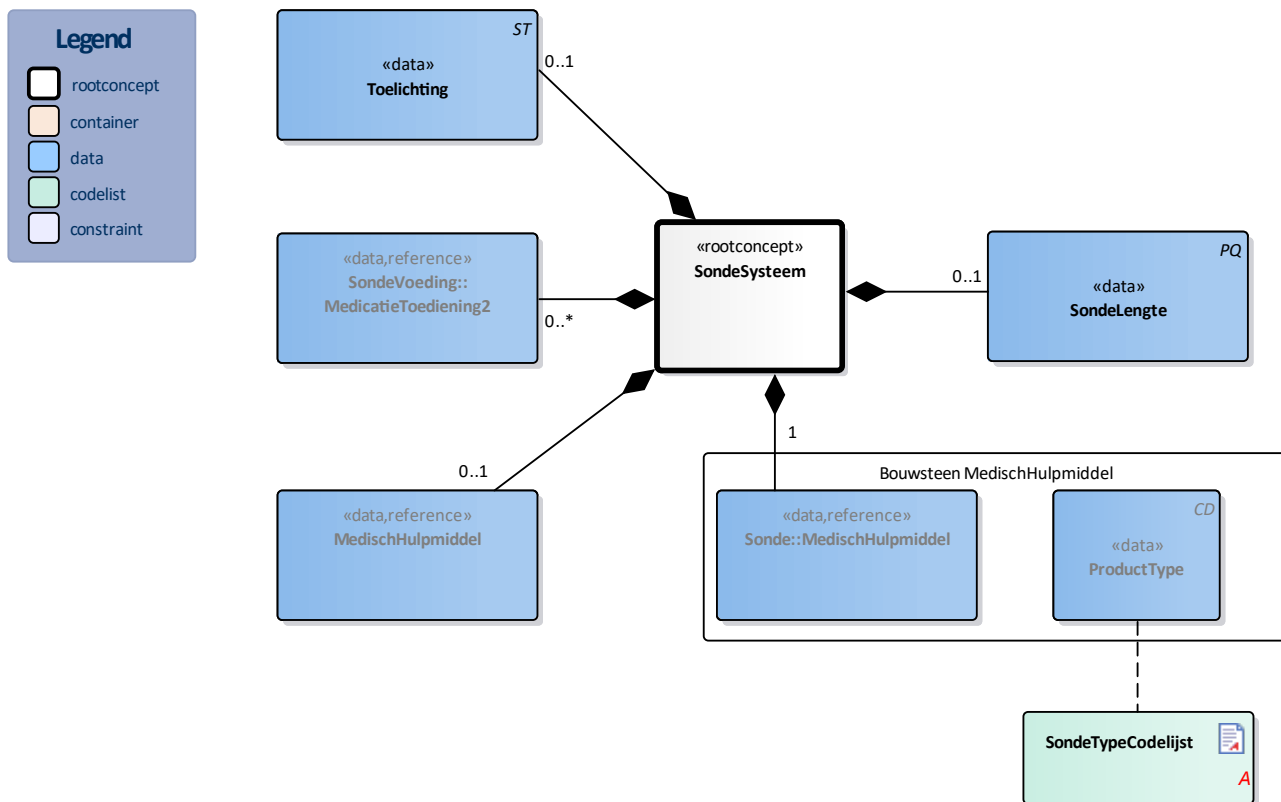 Legend
rootconcept
container
data
codelist
constraint
ST
«data»
Toelichting
0..1
«data,reference»
SondeVoeding::
MedicatieToediening2
0..*
«rootconcept»
SondeSysteem
0..1
PQ
«data»
SondeLengte
0..1
«data,reference»
MedischHulpmiddel
1
Bouwsteen MedischHulpmiddel
«data,reference»
Sonde::MedischHulpmiddel
CD
«data»
ProductType
SondeTypeCodelijst
A